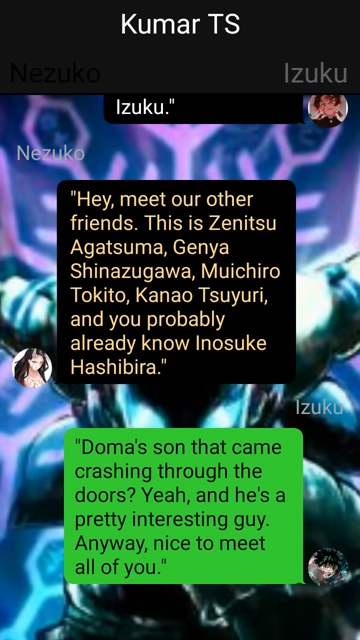 Kumar TS
Nezuko
Izuku
Izuku."
Nezuko
"Hey, meet our other
friends. This is Zenitsu
Agatsuma, Genya
Shinazugawa, Muichiro
Tokito, Kanao Tsuyuri,
and you probably
already know Inosuke
Hashibira."
Izuku
"Doma's son that came
crashing through the
doors? Yeah, and he's a
pretty interesting guy.
Anyway, nice to meet
all of you."